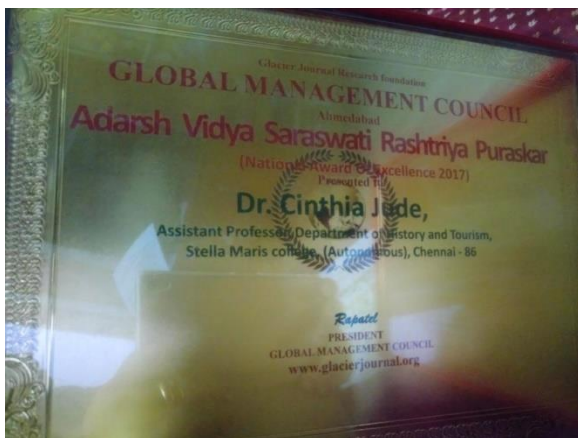 Glacier Journal Research foundation
GLOBAL MANAGEMENT COUNCIL
Ahmedabad
Adarsh Vidya Saraswati Rashtriya Puraskar
(National Award Of Excellence 2017)
Presented to
Dr. Cinthia Jude,
Assistant Professor, Department of History and Tourism,
Stella Maris college, (Autonomous), Chennai - 86
Rapatel
PRESIDENT
GLOBAL MANAGEMENT COUNCIL
www.glacierjournal.org